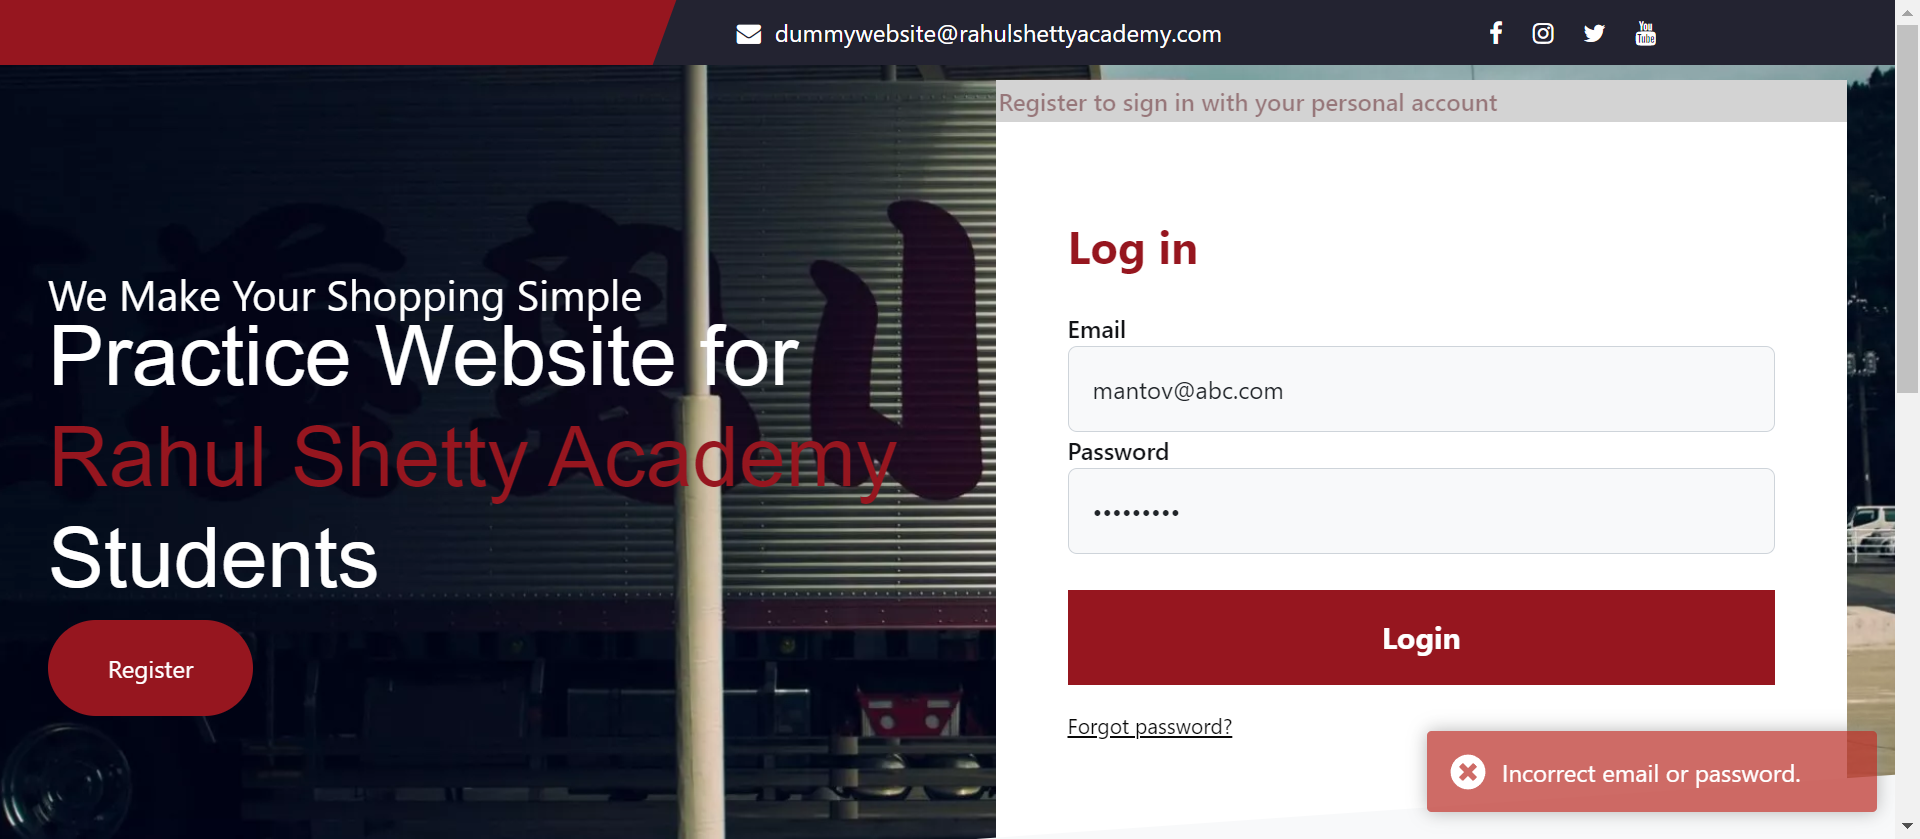 dummywebsite@rahulshettyacademy.com
You
Tube
Register to sign in with your personal account
We Make Your Shopping Simple
Practice Website for
Rahul Shetty Academy
Students
Register
Log in
Email
mantov@abc.com
Password
•••••••••
Login
Forgot password?
Incorrect email or password.